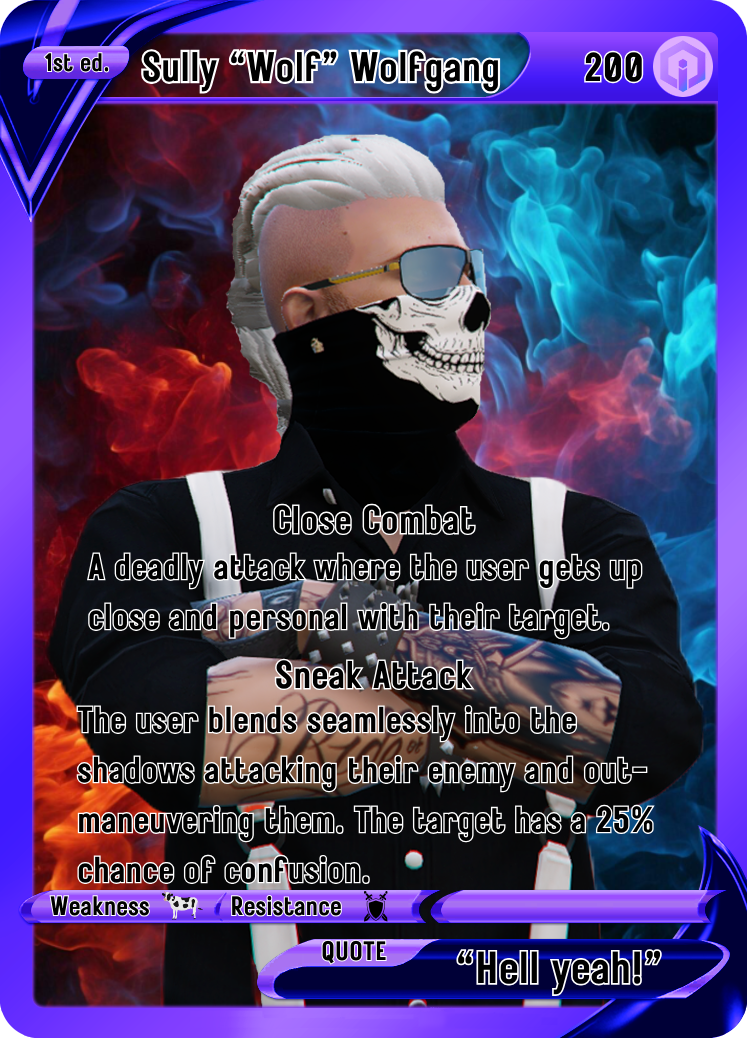 1st ed.
Sully “Wolf” Wolfgang
200
Close Combat
A deadly attack where the user gets up
close and personal with their target.
Sneak Attack
The user blends seamlessly into the
shadows attacking their enemy and out-
maneuvering them. The target has a 25%
chance of confusion.
Weakness
Resistance
QUOTE
“Hell yeah!”